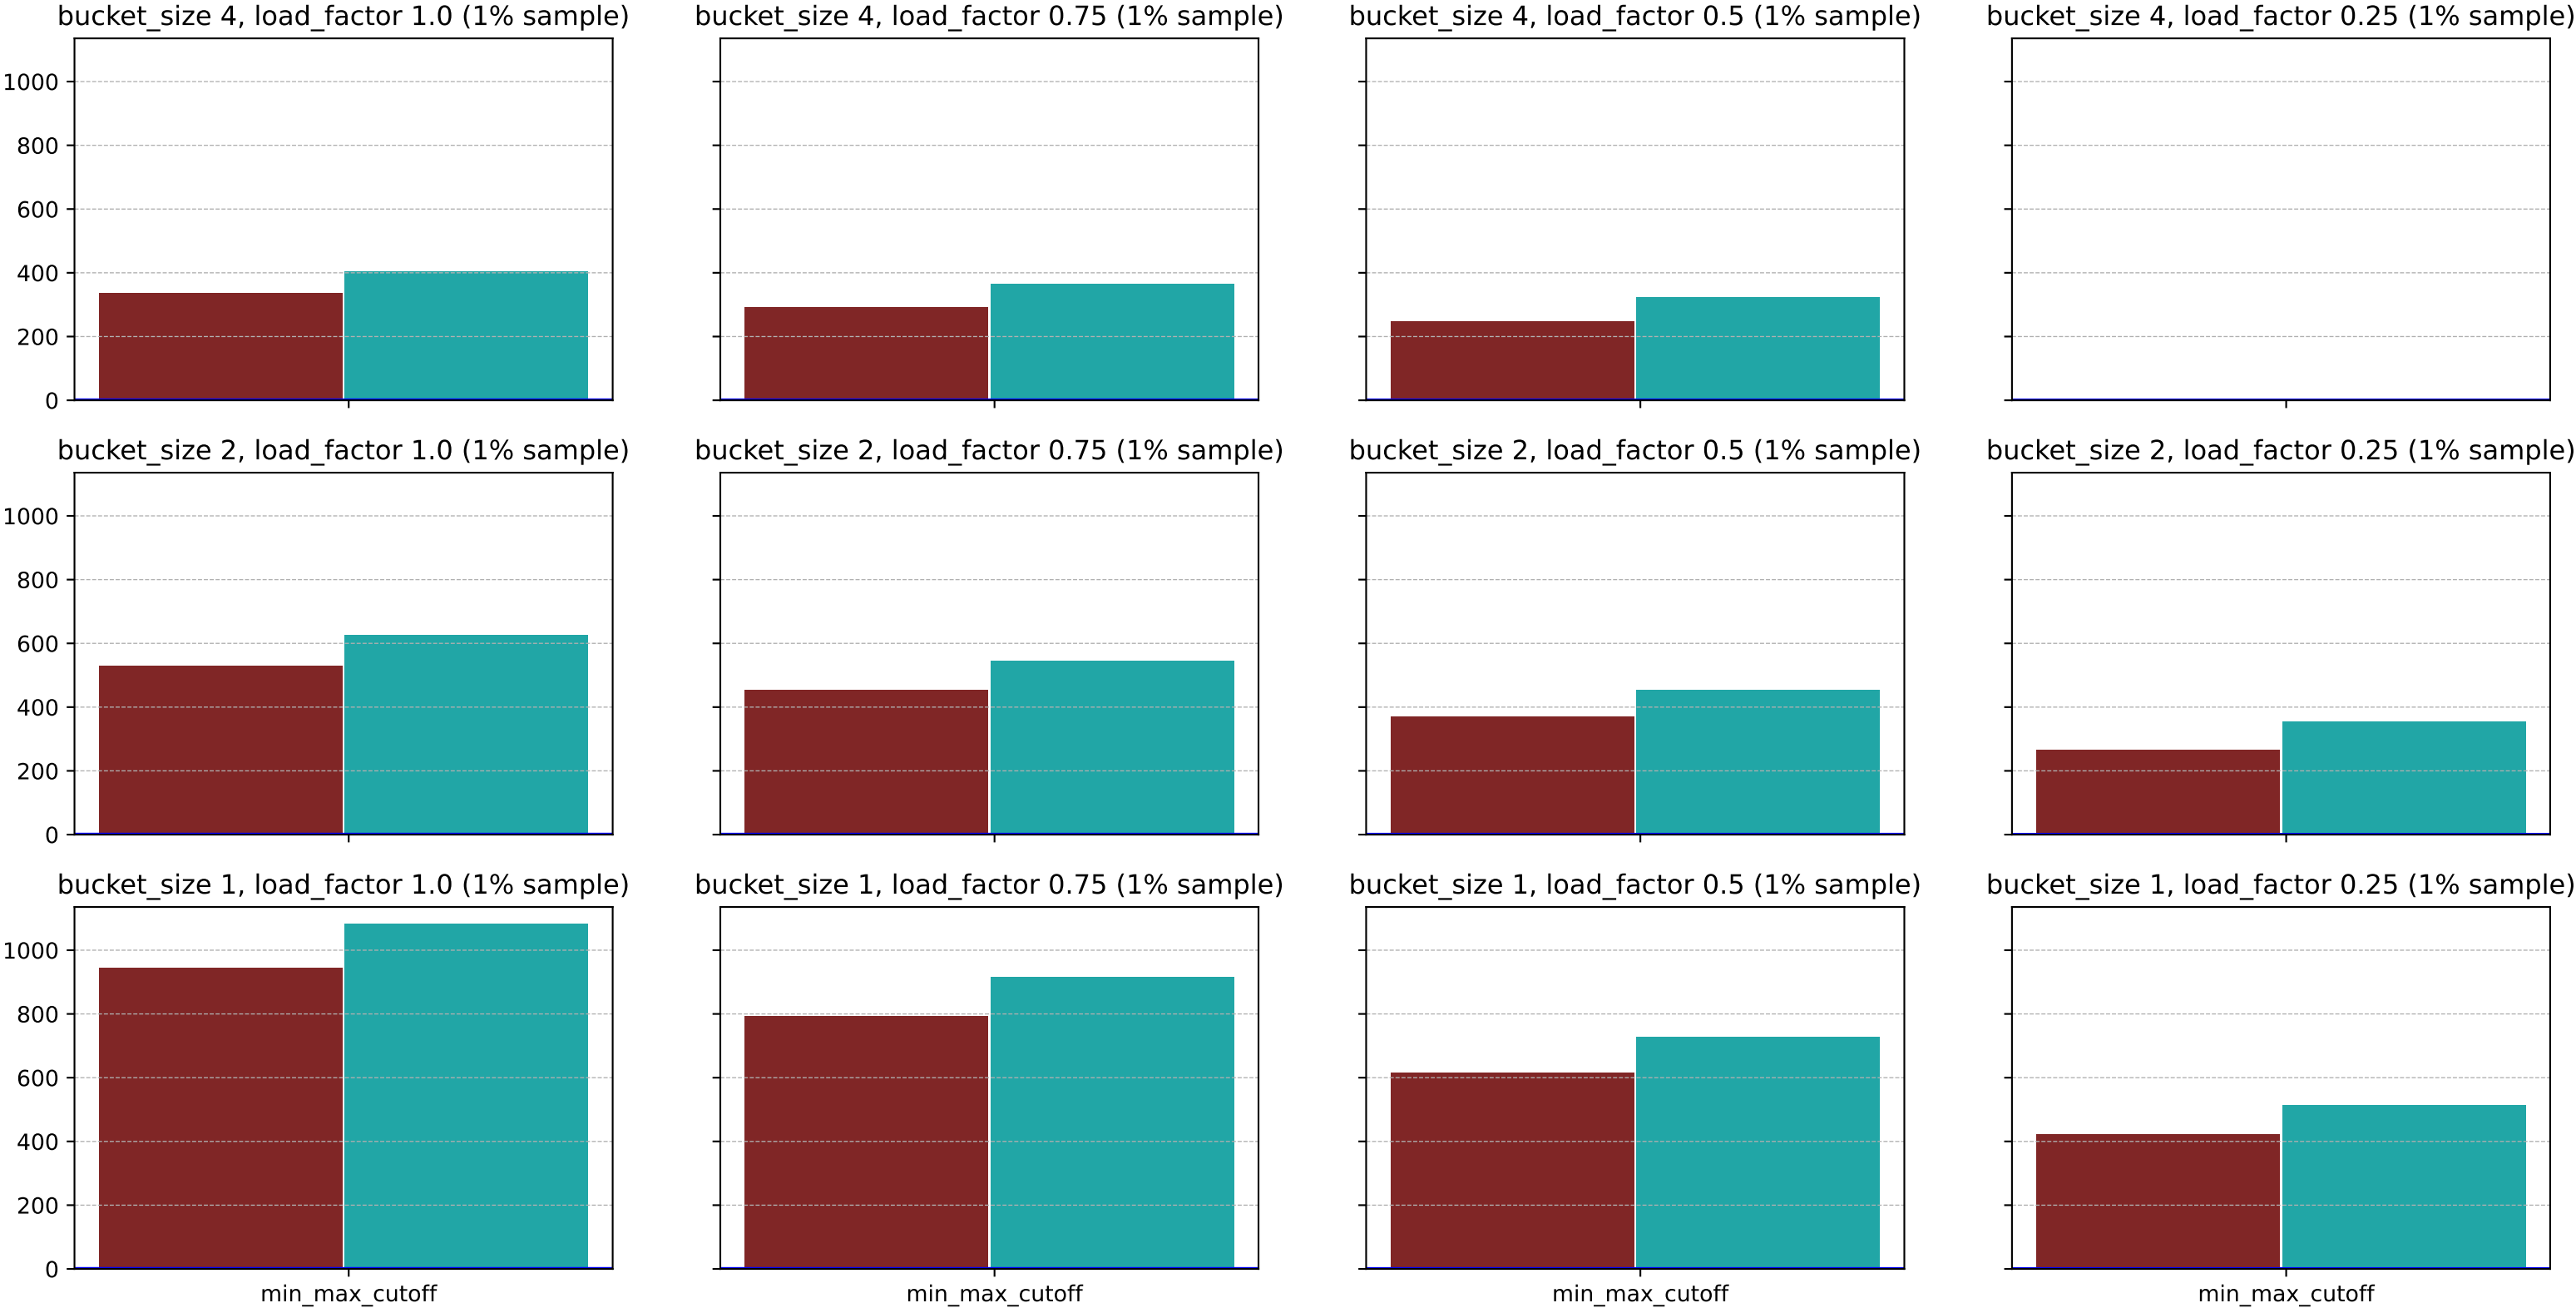 bucket_size 4, load_factor 1.0 (1% sample)
bucket_size 4, load_factor 0.75 (1% sample)
bucket_size 4, load_factor 0.5 (1% sample)
bucket_size 4, load_factor 0.25 (1% sample)
1000
800
600
400
200
0
bucket_size 2, load_factor 1.0 (1% sample)
bucket_size 2, load_factor 0.75 (1% sample)
bucket_size 2, load_factor 0.5 (1% sample)
bucket_size 2, load_factor 0.25 (1% sample)
1000
800
600
400
200
0
bucket_size 1, load_factor 1.0 (1% sample)
bucket_size 1, load_factor 0.75 (1% sample)
bucket_size 1, load_factor 0.5 (1% sample)
bucket_size 1, load_factor 0.25 (1% sample)
1000
800
600
400
200
0
min_max_cutoff
min_max_cutoff
min_max_cutoff
min_max_cutoff